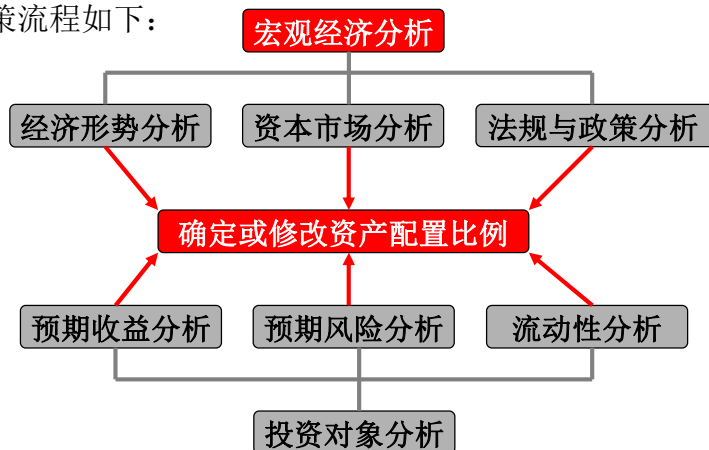 策流程如下：
宏观经济分析
经济形势分析 资本市场分析 法规与政策分析
确定或修改资产配置比例
预期收益分析 预期风险分析 流动性分析
投资对象分析